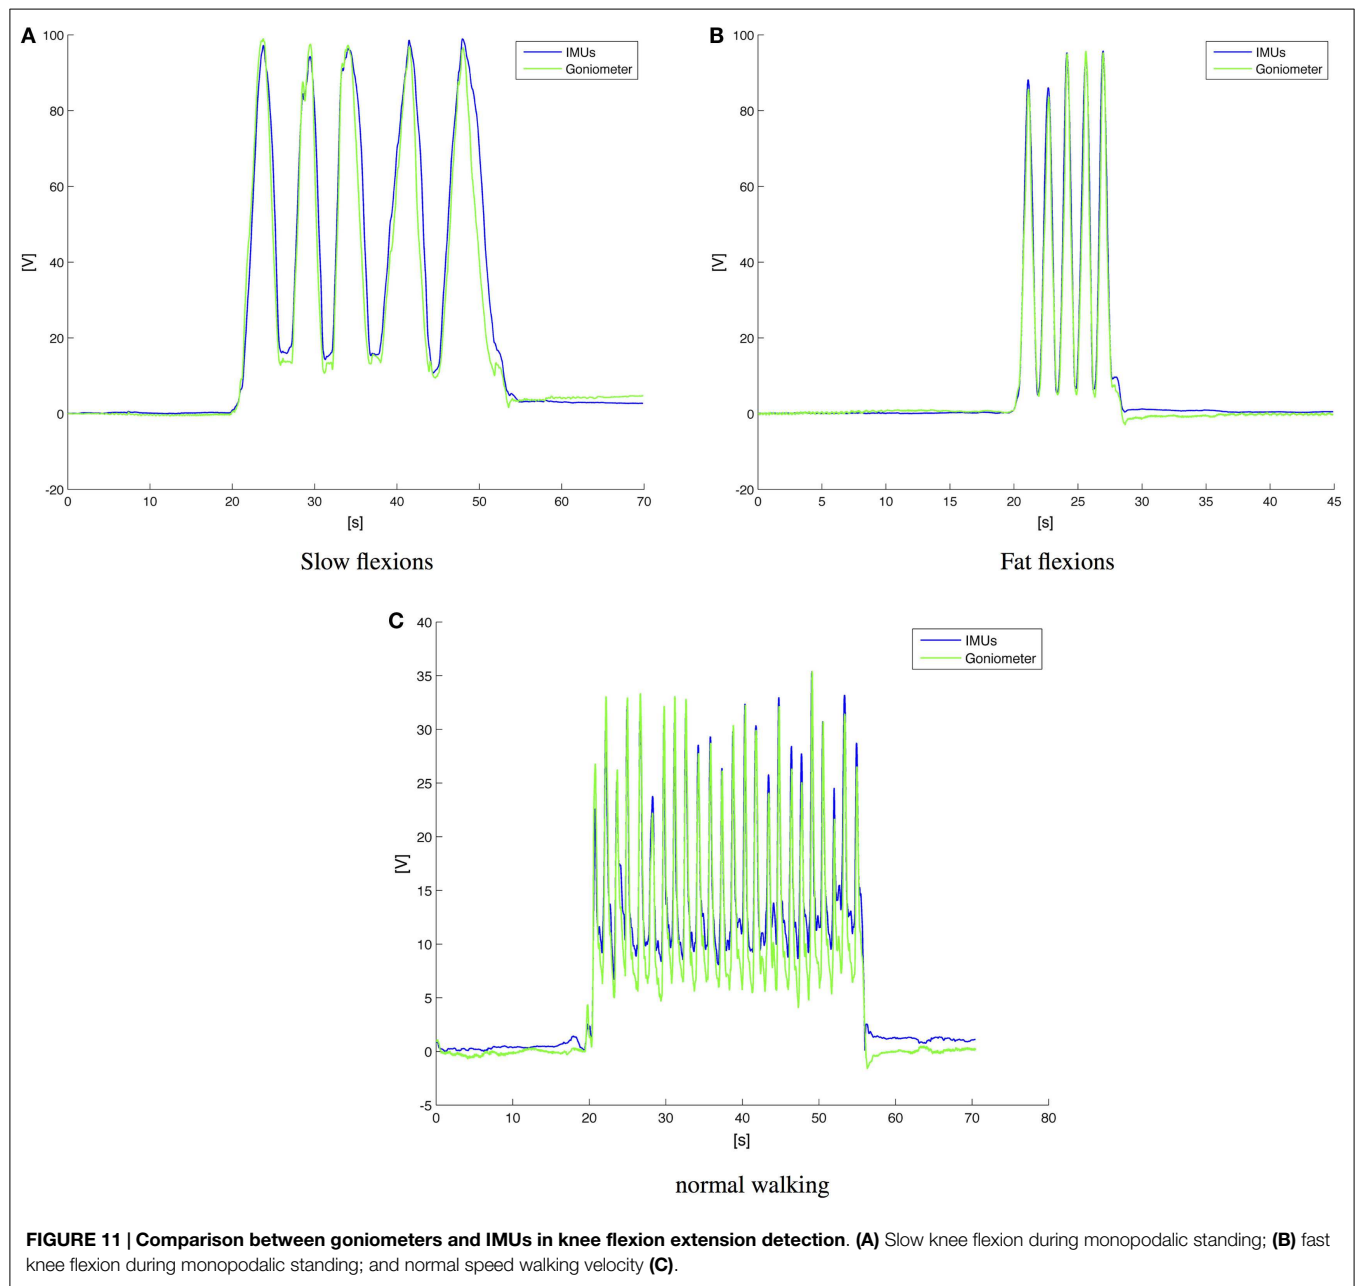 A
100
80
60
40
20
0
-20
[V]
0 10 20 30 40 50 60 70
[s]
IMUs
Goniometer
Slow flexions
B
100
80
60
40
20
0
-20
[V]
0 5 10 15 20 25 30 35 40 45
[s]
IMUs
Goniometer
Fat flexions
C
40
35
30
25
20
15
10
5
0
-5
[V]
0 10 20 30 40 50 60 70 80
[s]
IMUs
Goniometer
normal walking
FIGURE 11 | Comparison between goniometers and IMUs in knee flexion extension detection. (A) Slow knee flexion during monopodalic standing; (B) fast
knee flexion during monopodalic standing; and normal speed walking velocity (C).